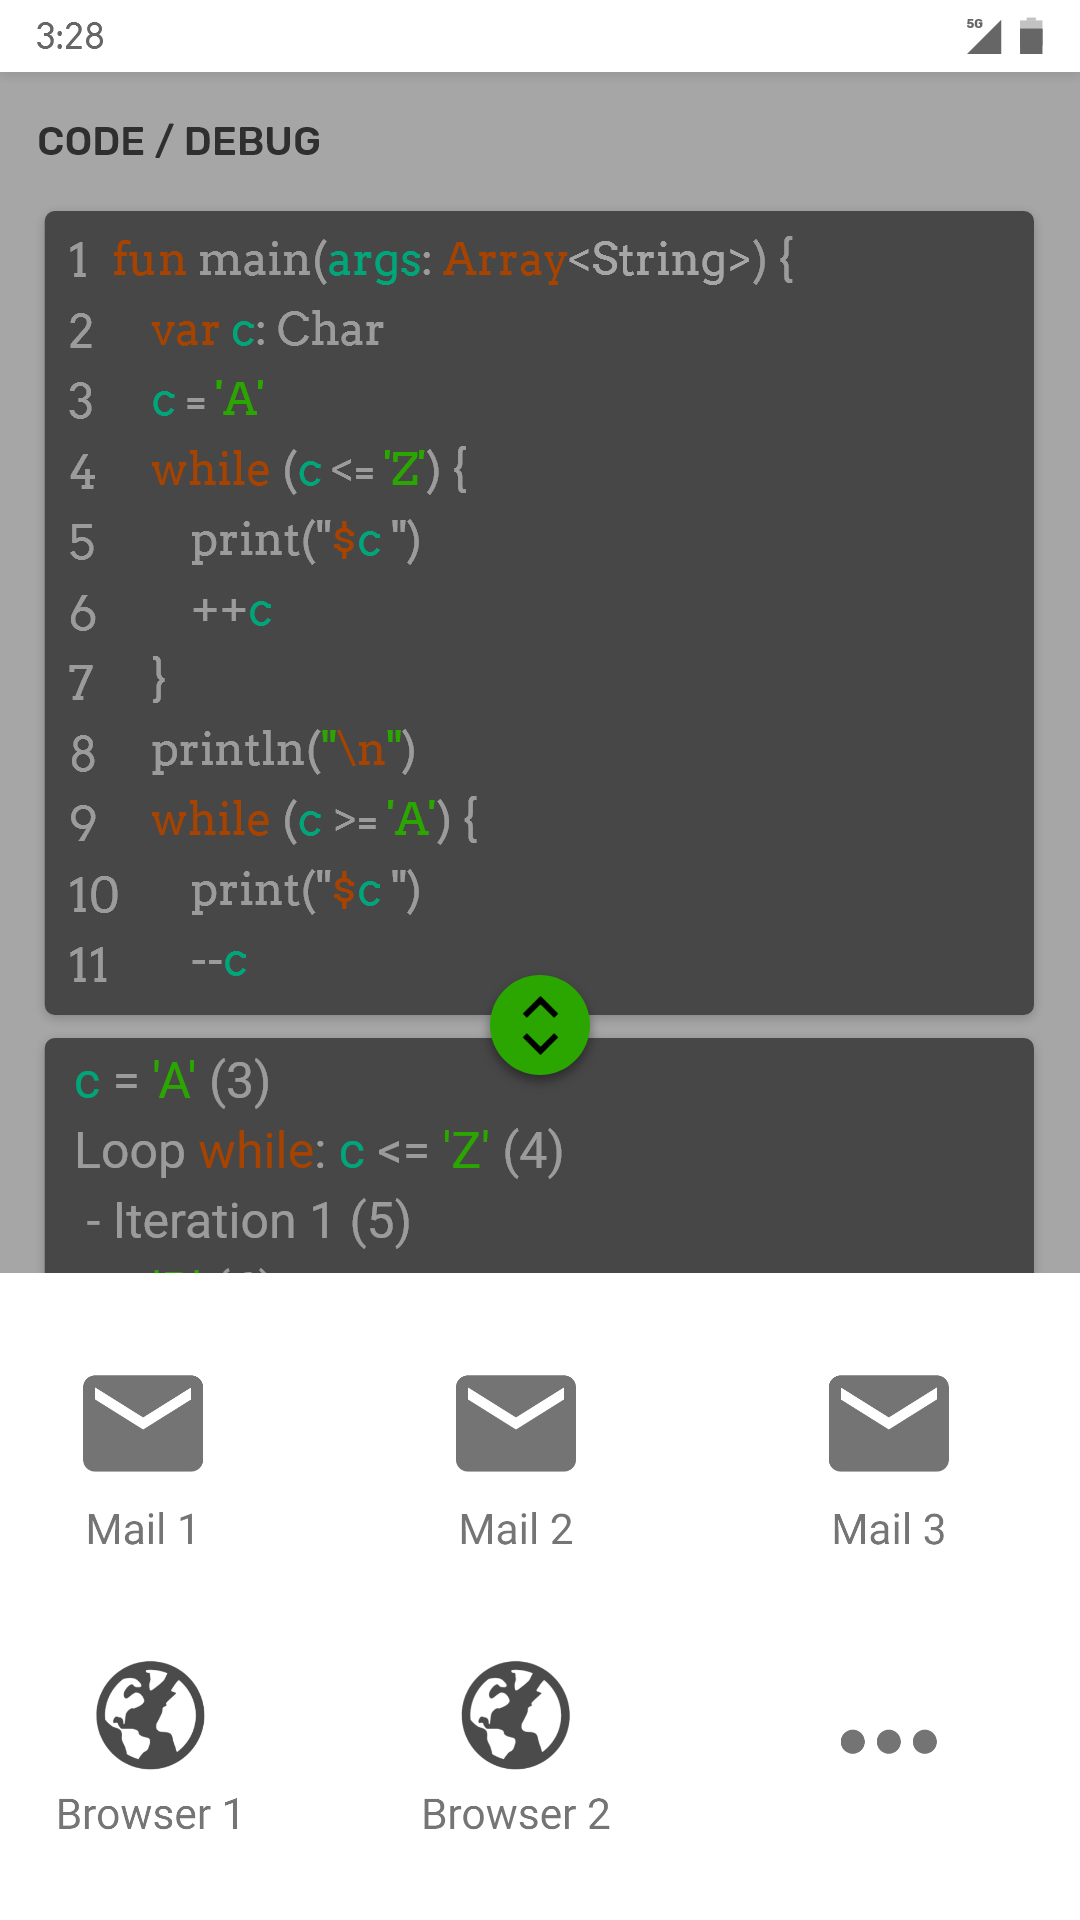 3:28
5G
CODE / DEBUG
1 fun main(args: Array<String>) {
2 var c: Char
3 c = 'A'
4 while (c <= 'Z') {
5 print("$c ")
6 ++c
7 }
8 println("\n")
9 while (c >= 'A') {
10 print("$c ")
11 --c
c = 'A' (3)
Loop while: c <= 'Z' (4)
- Iteration 1 (5)
Mail 1
Mail 2
Mail 3
Browser 1
Browser 2